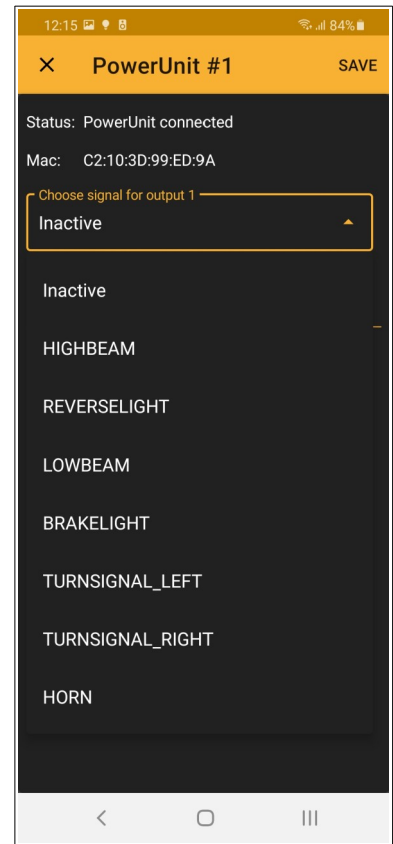 12:15 84%
PowerUnit #1 SAVE
Status: PowerUnit connected
Mac: C2:10:3D:99:ED:9A
Choose signal for output 1
Inactive
Inactive
HIGHBEAM
REVERSELIGHT
LOWBEAM
BRAKELIGHT
TURNSIGNAL_LEFT
TURNSIGNAL_RIGHT
HORN